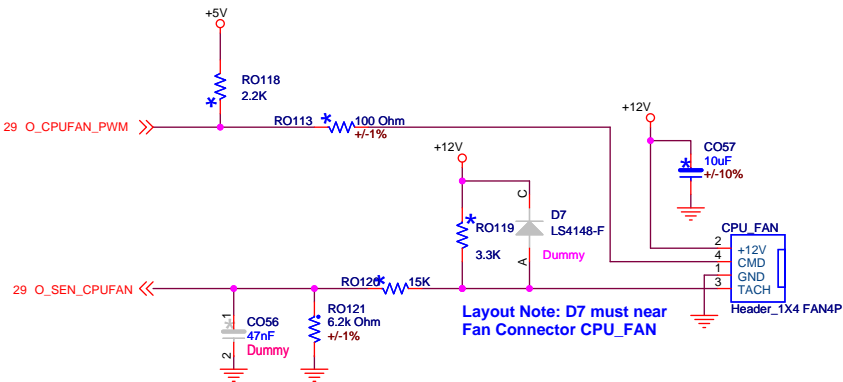 +5V
RO118
2.2K
29 O_CPUFAN_PWM
RO113
100 Ohm
+/-1%
+12V
CO57
10uF
+/-10%
+12V
C
D7
LS4148-F
A
Dummy
RO119
3.3K
CPU_FAN
2 +12V
4 CMD
1 GND
3 TACH
Header_1X4 FAN4P
29 O_SEN_CPUFAN
RO120
15K
1
CO56
47nF
2
Dummy
RO121
6.2k Ohm
+/-1%
Layout Note: D7 must near
Fan Connector CPU_FAN